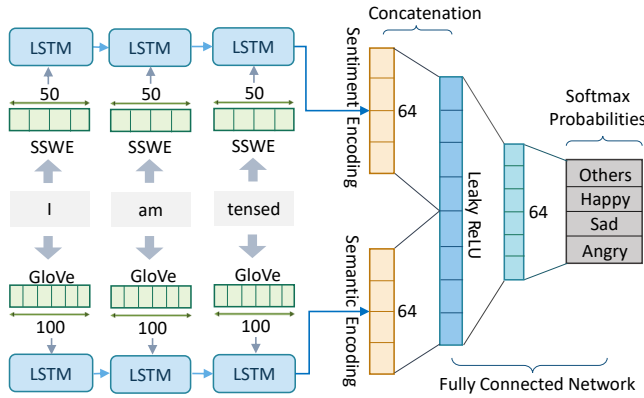 Concatenation
LSTM LSTM LSTM
50 50 50
SSWE SSWE SSWE
I am tensed
GloVe GloVe GloVe
100 100 100
LSTM LSTM LSTM
Sentiment Encoding
64
Semantic Encoding
64
Leaky ReLU
64
Softmax
Probabilities
Others
Happy
Sad
Angry
Fully Connected Network